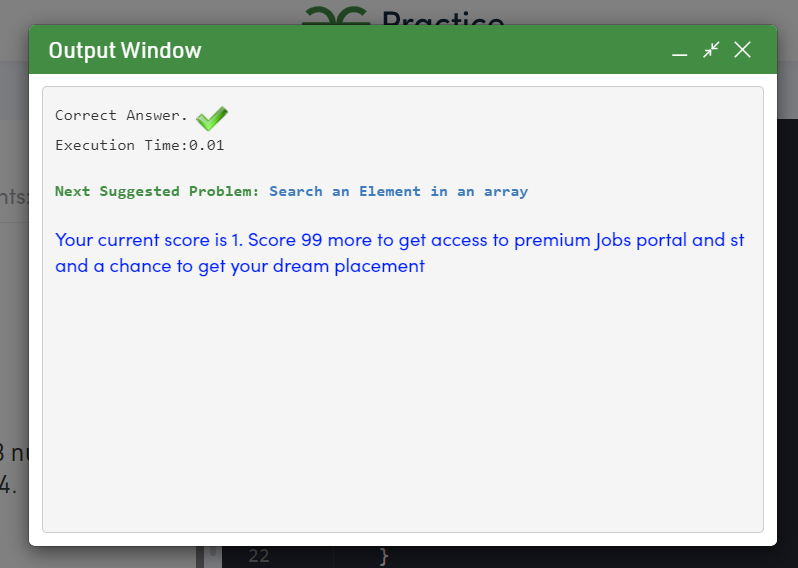 Practice
Output Window
Correct Answer.
Execution Time:0.01
nts:
Next Suggested Problem: Search an Element in an array
Your current score is 1. Score 99 more to get access to premium Jobs portal and st
and a chance to get your dream placement
4.
22 }